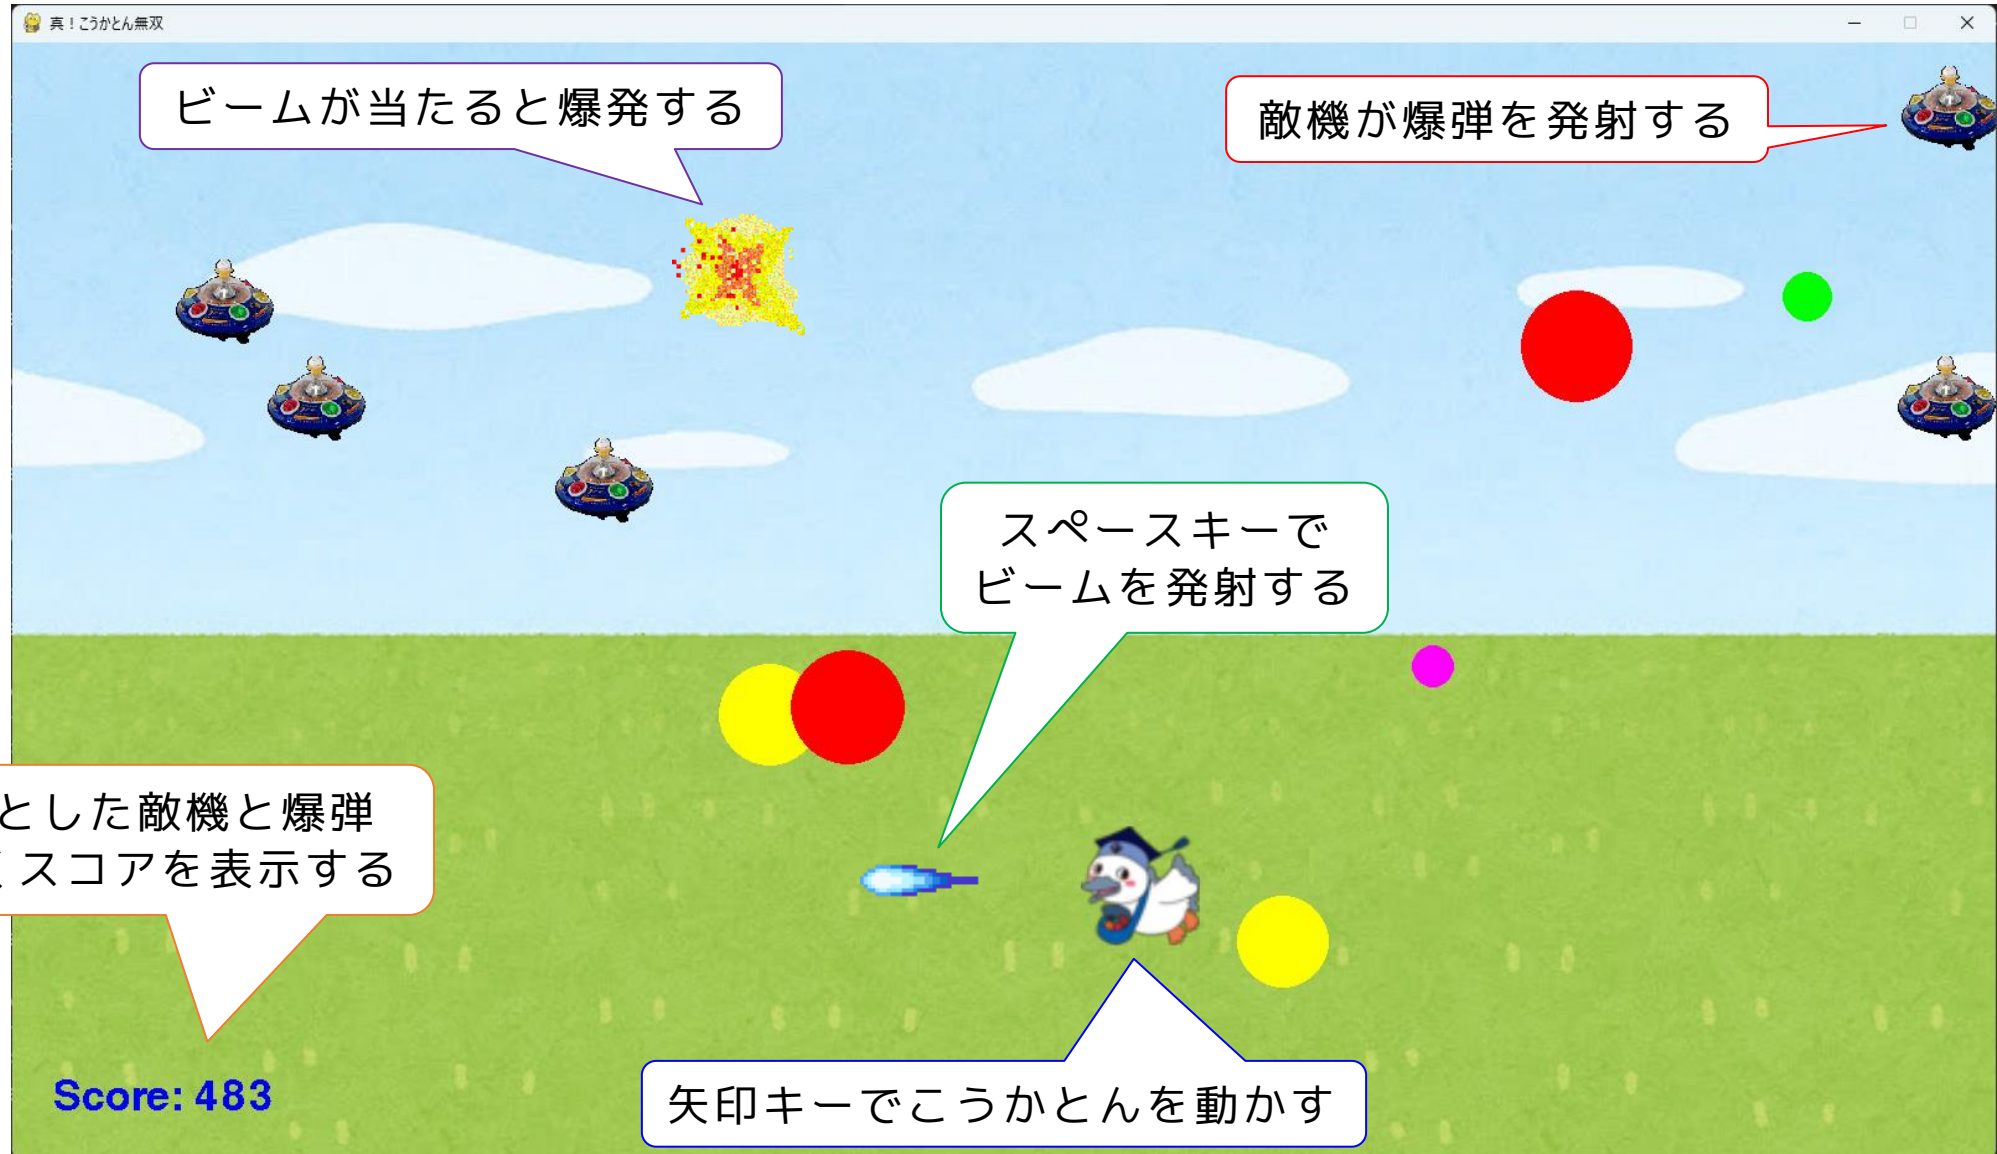 真！こうかとん無双
ビームが当たると爆発する
敵機が爆弾を発射する
スペースキーで
ビームを発射する
とした敵機と爆弾
スコアを表示する
Score: 483
矢印キーでこうかとんを動かす